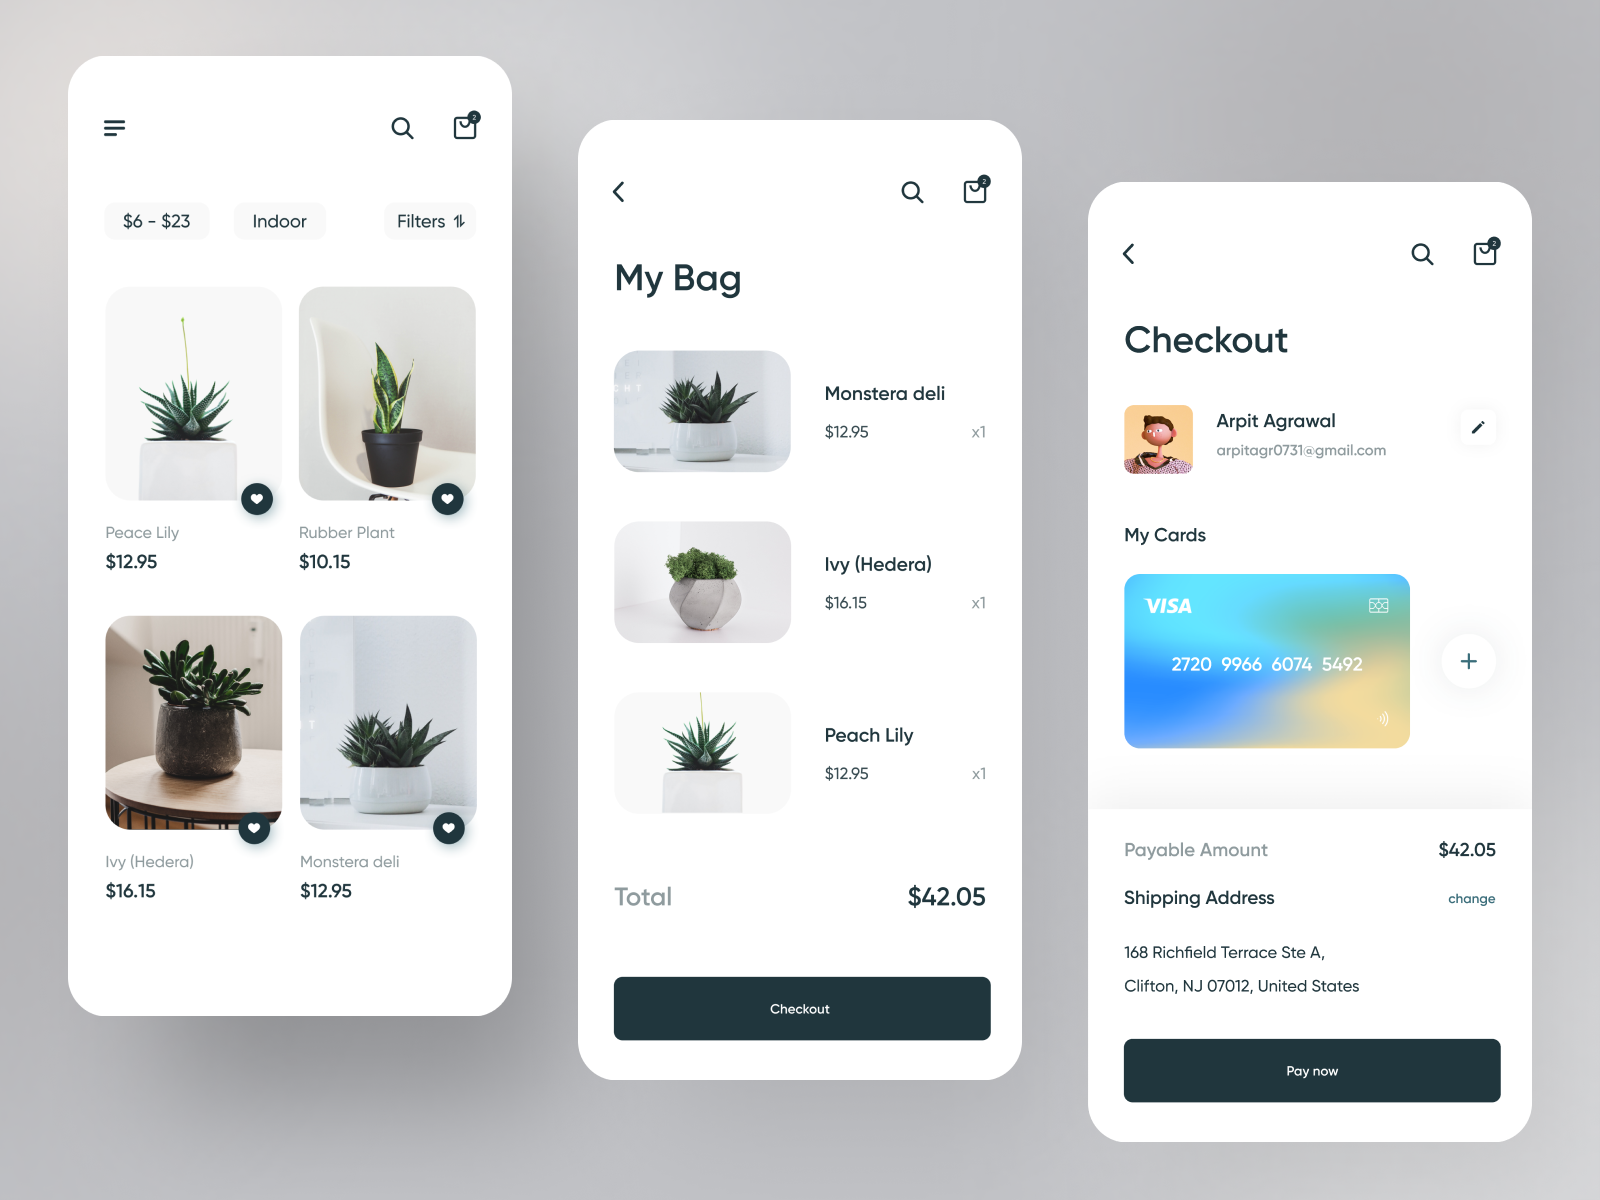 2
$6 - $23
Indoor
Filters
Peace Lily
$12.95
Rubber Plant
$10.15
Ivy (Hedera)
$16.15
Monstera deli
$12.95
2
My Bag
CHT
Monstera deli
$12.95
x1
Ivy (Hedera)
$16.15
x1
Peach Lily
$12.95
x1
Total
$42.05
Checkout
2
Checkout
Arpit Agrawal
arpitagr0731@gmail.com
My Cards
VISA
2720 9966 6074 5492
Payable Amount
$42.05
Shipping Address
change
168 Richfield Terrace Ste A,
Clifton, NJ 07012, United States
Pay now